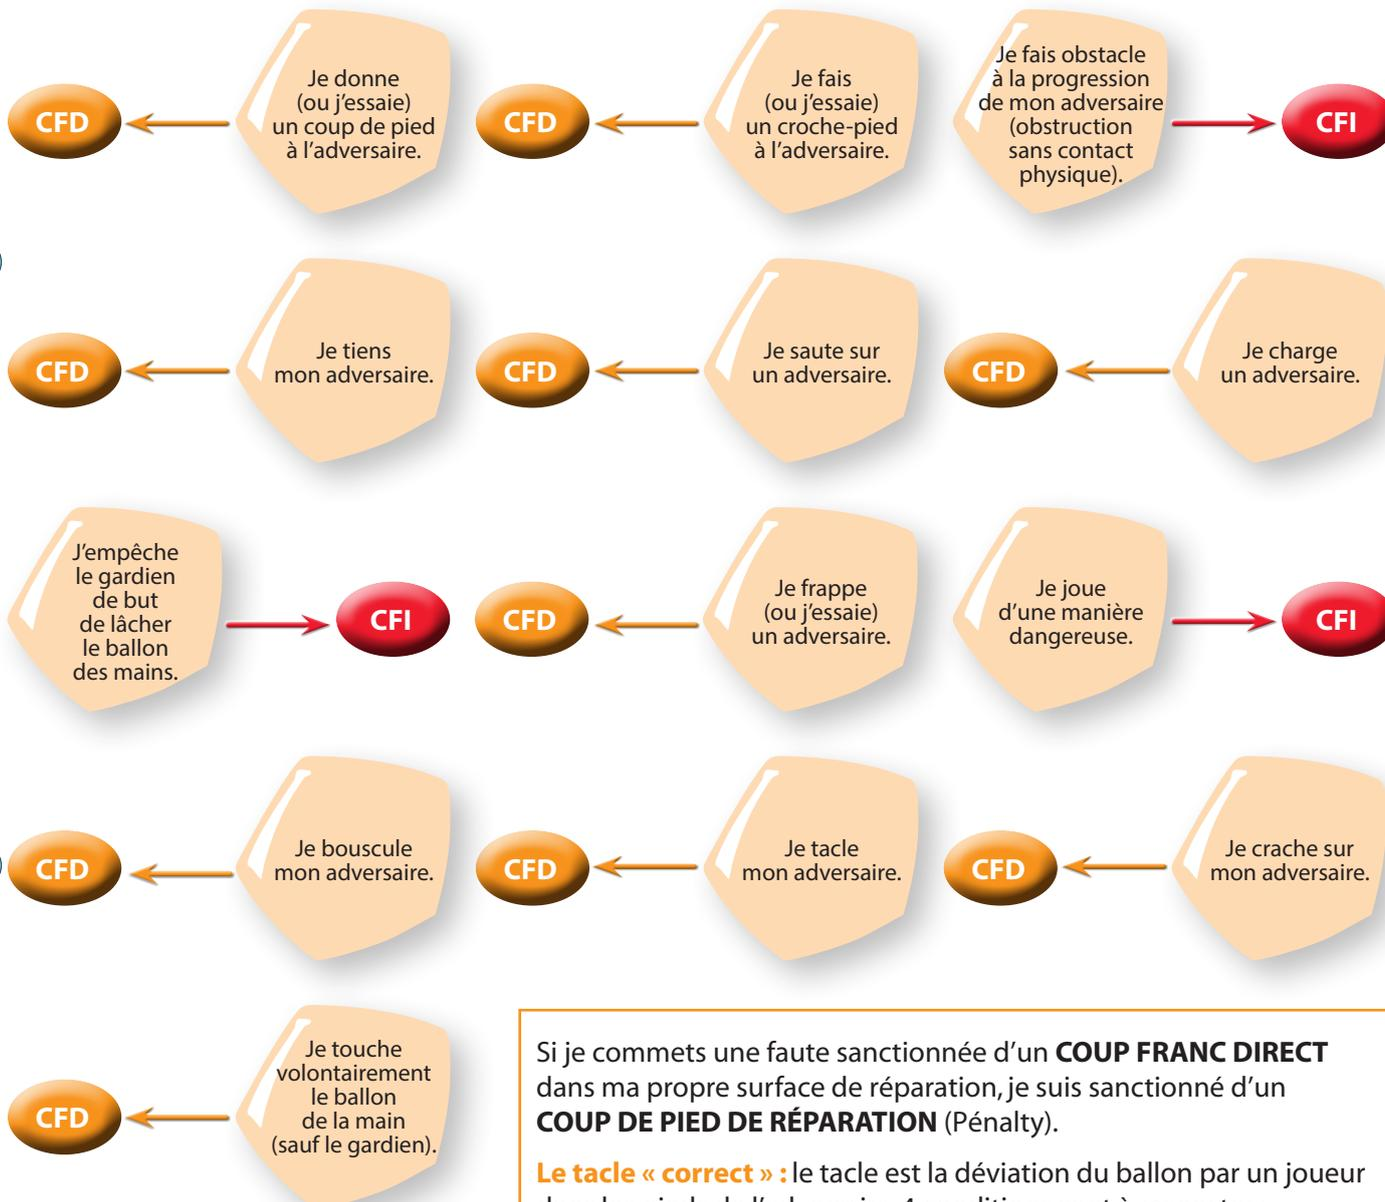 CFD
Je donne
(ou j'essaie)
un coup de pied
à l'adversaire.
CFD
Je fais
(ou j'essaie)
un croche-pied
à l'adversaire.
Je fais obstacle
à la progression
de mon adversaire
(obstruction
sans contact
physique).
CFI
CFD
Je tiens
mon adversaire.
CFD
Je saute sur
un adversaire.
CFD
Je charge
un adversaire.
J'empêche
le gardien
de but
de lâcher
le ballon
des mains.
CFI
CFD
Je frappe
(ou j'essaie)
un adversaire.
Je joue
d'une manière
dangereuse.
CFI
CFD
Je bouscule
mon adversaire.
CFD
Je tacle
mon adversaire.
CFD
Je crache sur
mon adversaire.
CFD
Je touche
volontairement
le ballon
de la main
(sauf le gardien).
Si je commets une faute sanctionnée d'un COUP FRANC DIRECT
dans ma propre surface de réparation, je suis sanctionné d'un
COUP DE PIED DE RÉPARATION (Pénalty).
Le tacle « correct » : le tacle est la déviation du ballon par un joueur